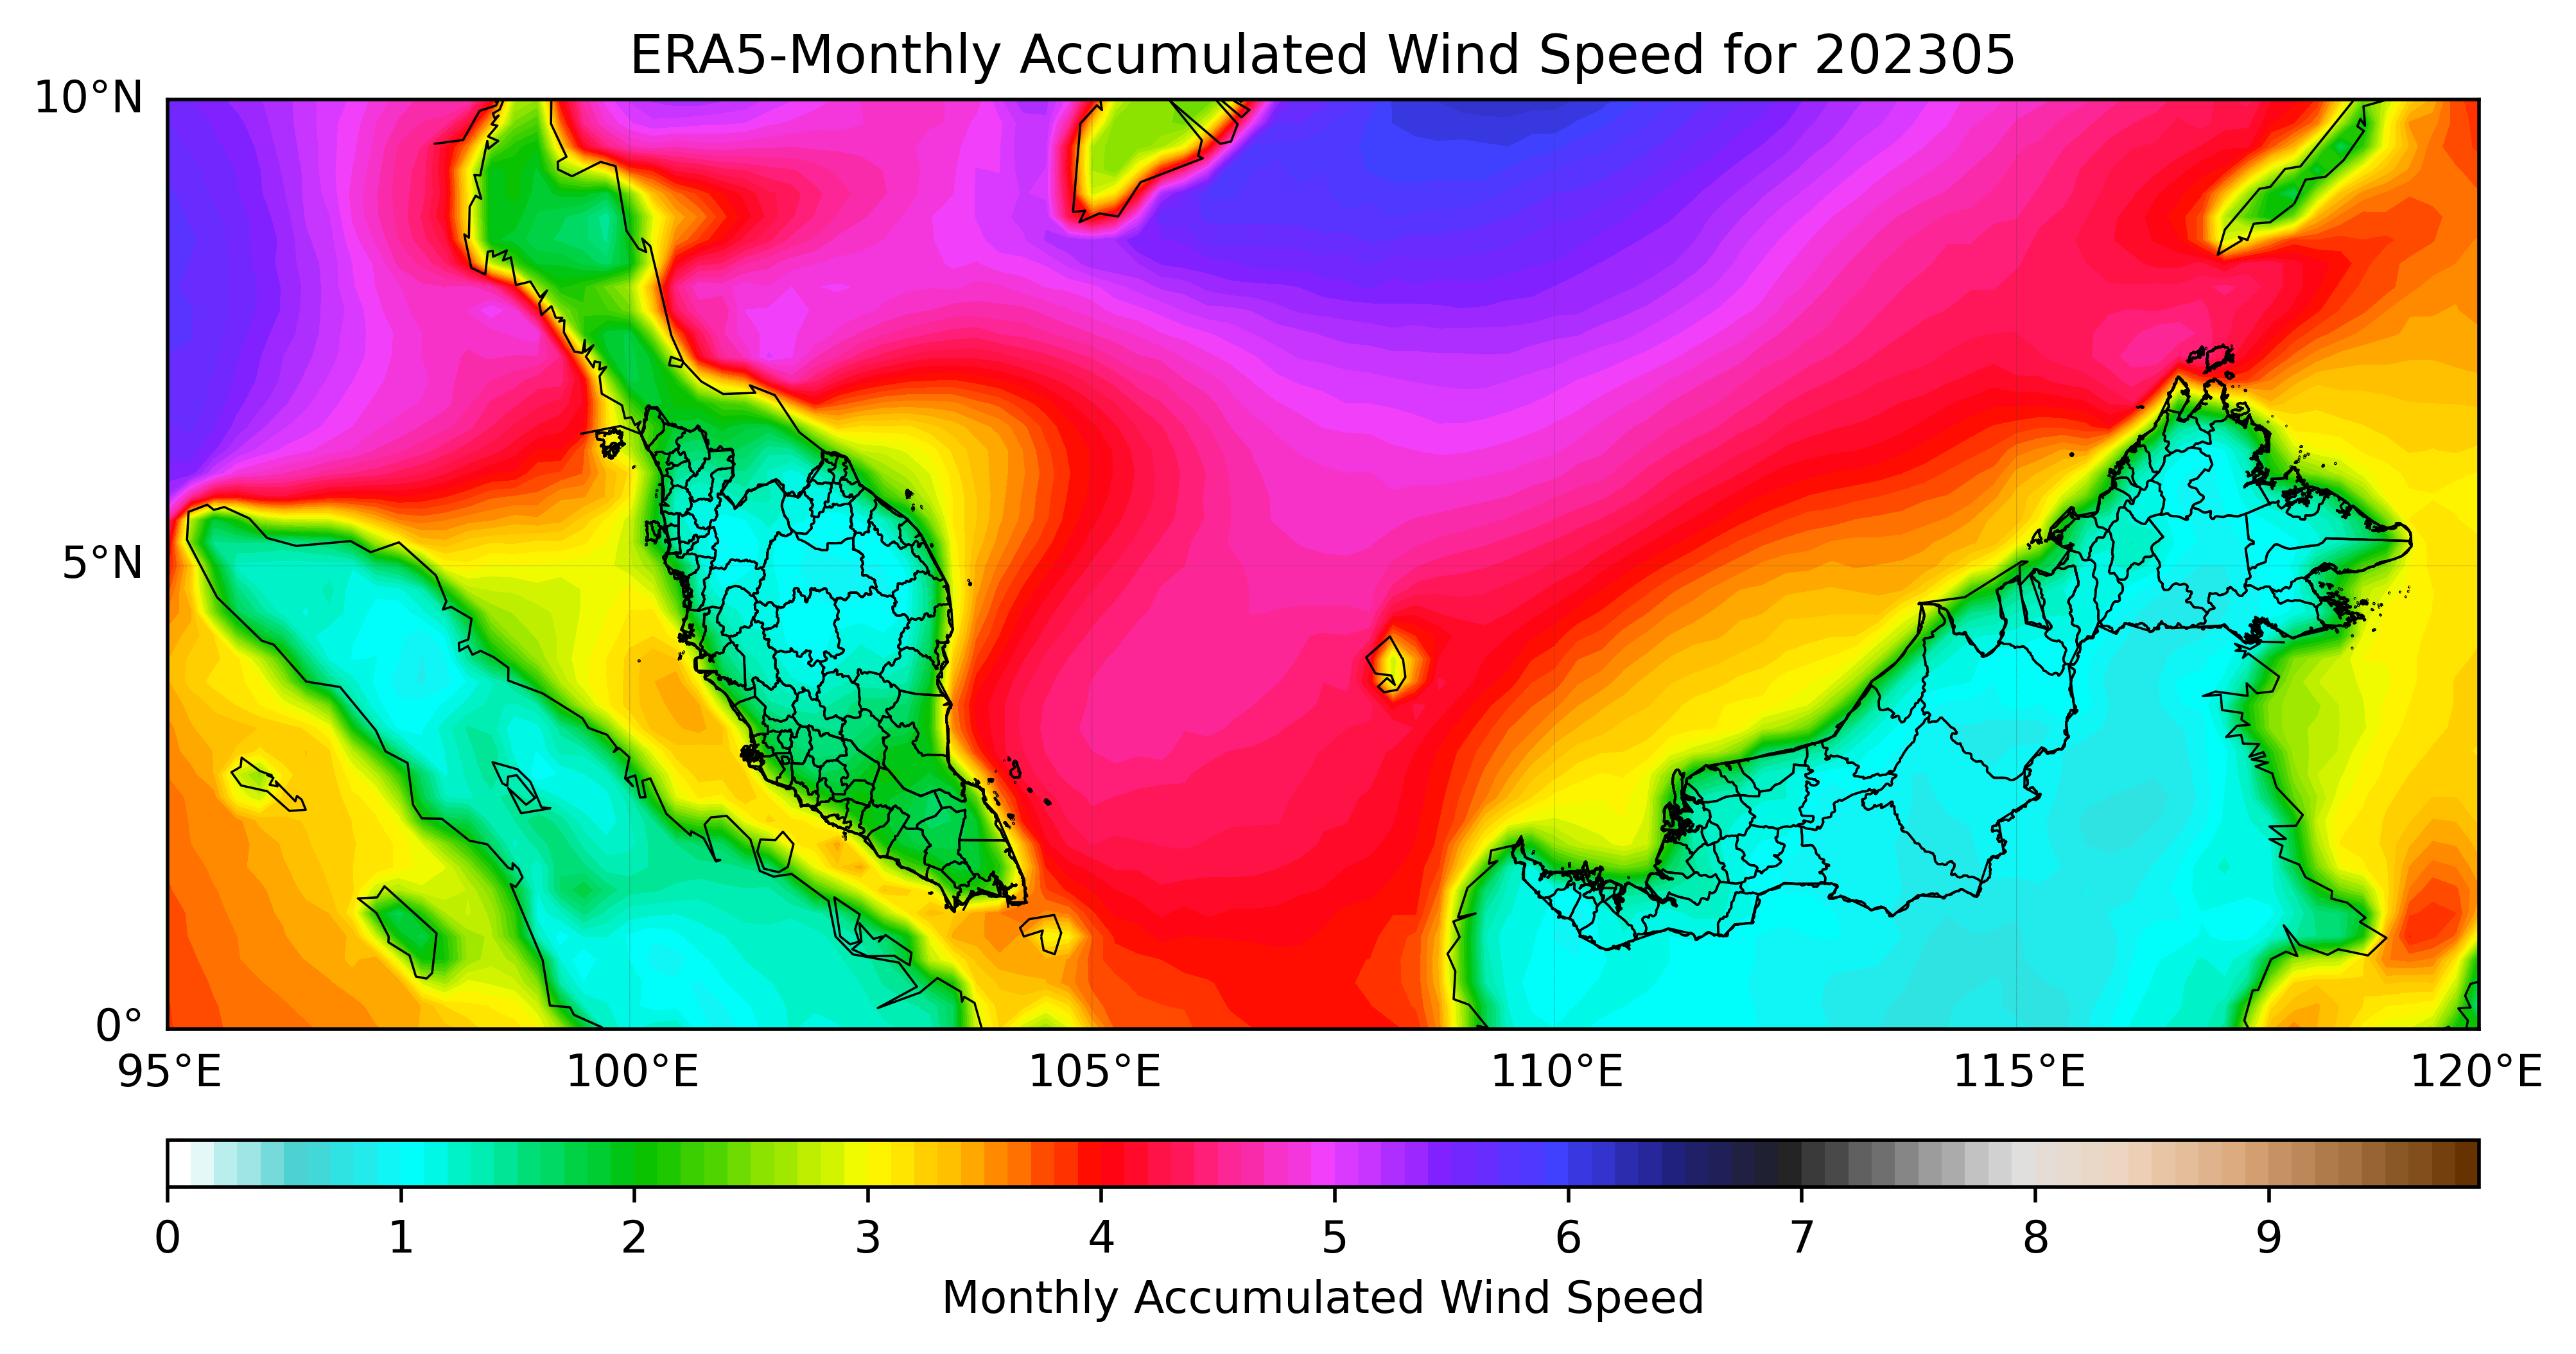 ERA5-Monthly Accumulated Wind Speed for 202305
10°N
5°N
0°
95°E 100°E 105°E 110°E 115°E 120°E
0 1 2 3 4 5 6 7 8 9
Monthly Accumulated Wind Speed